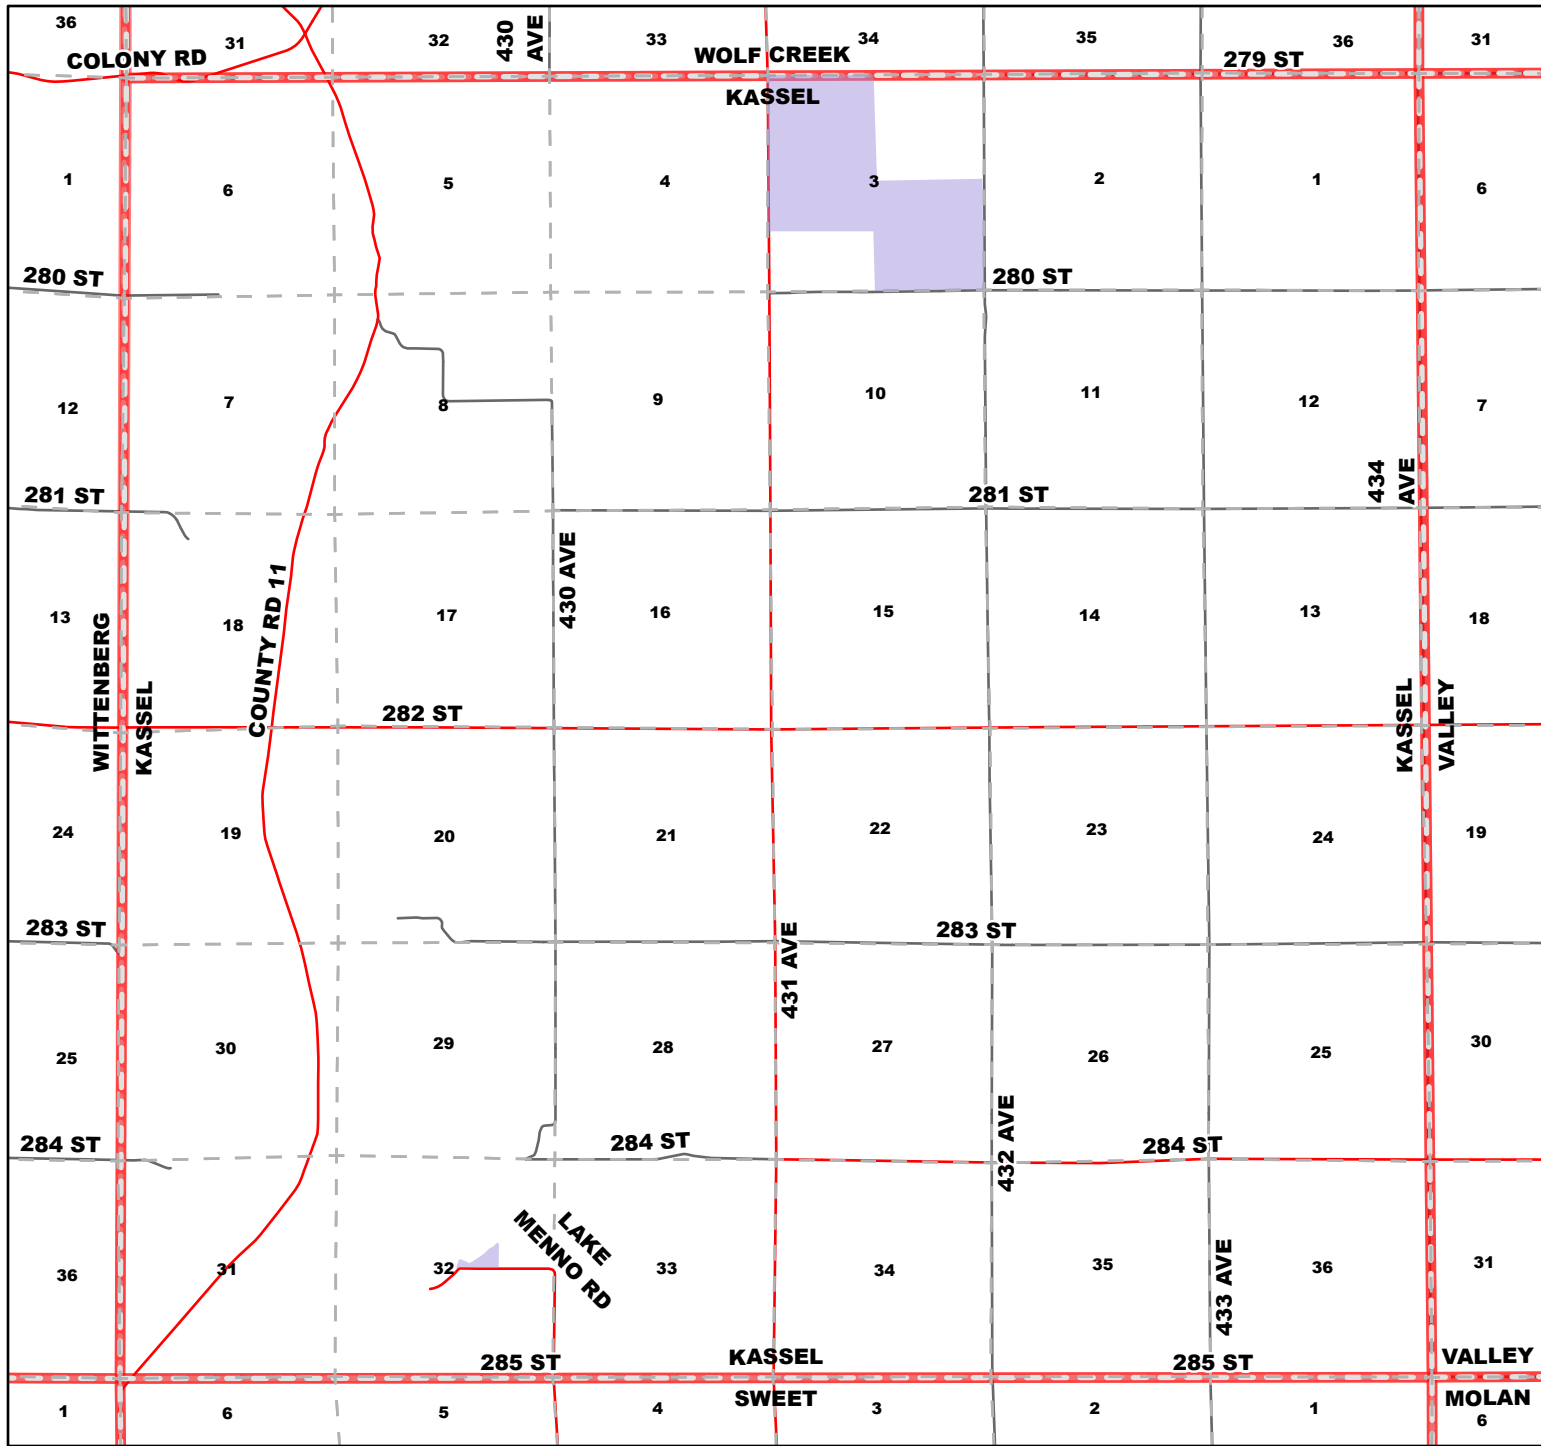 36
31
32
430
AVE
33
34
35
36
31
COLONY RD
WOLF CREEK
279 ST
KASSEL
1
6
5
4
3
2
1
6
280 ST
280 ST
12
7
8
9
10
11
12
7
281 ST
281 ST
434
AVE
430 AVE
COUNTY RD 11
13
18
17
16
15
14
13
18
WITTENBERG
KASSEL
282 ST
KASSEL
VALLEY
24
19
20
21
22
23
24
19
283 ST
283 ST
431 AVE
25
30
29
28
27
26
25
30
284 ST
284 ST
284 ST
432 AVE
LAKE
MENNO RD
433 AVE
36
31
32
33
34
35
36
31
285 ST
KASSEL
285 ST
VALLEY
SWEET
MOLAN
1
6
5
4
3
2
1
6